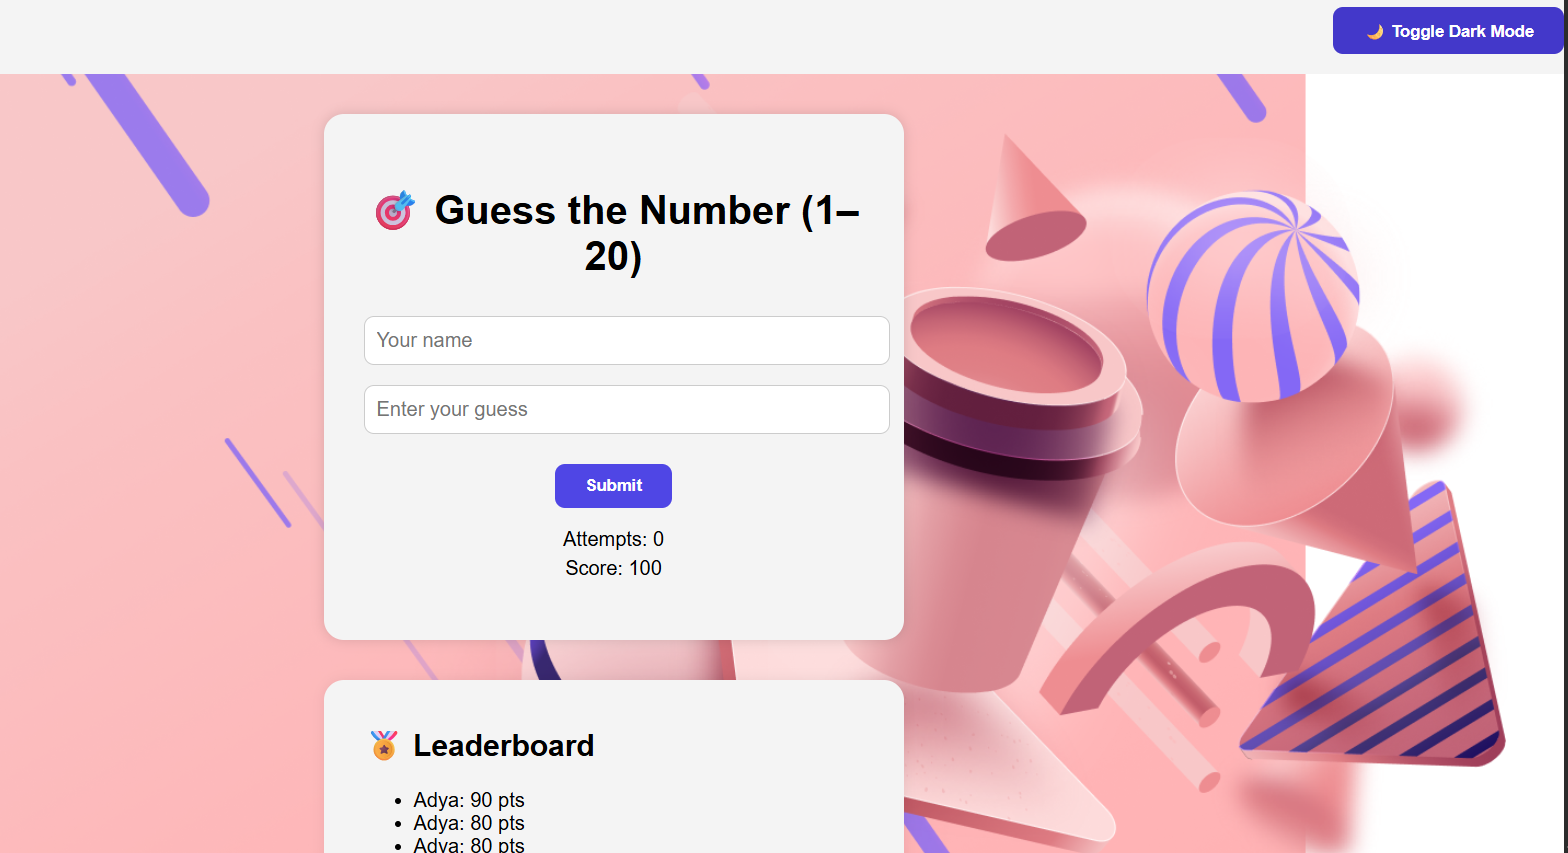 🌙 Toggle Dark Mode
🎯 Guess the Number (1–
20)
Your name
Enter your guess
Submit
Attempts: 0
Score: 100
🏅 Leaderboard
• Adya: 90 pts
• Adya: 80 pts
• Adya: 80 pts